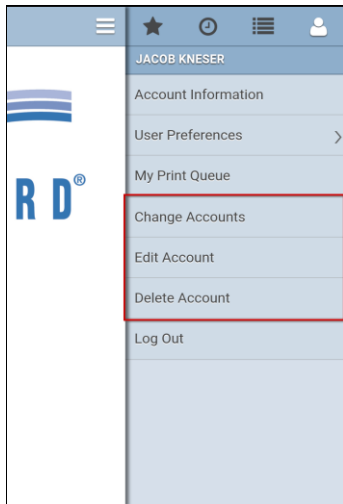 JACOB KNESER
Account Information
User Preferences
My Print Queue
R D®
Change Accounts
Edit Account
Delete Account
Log Out